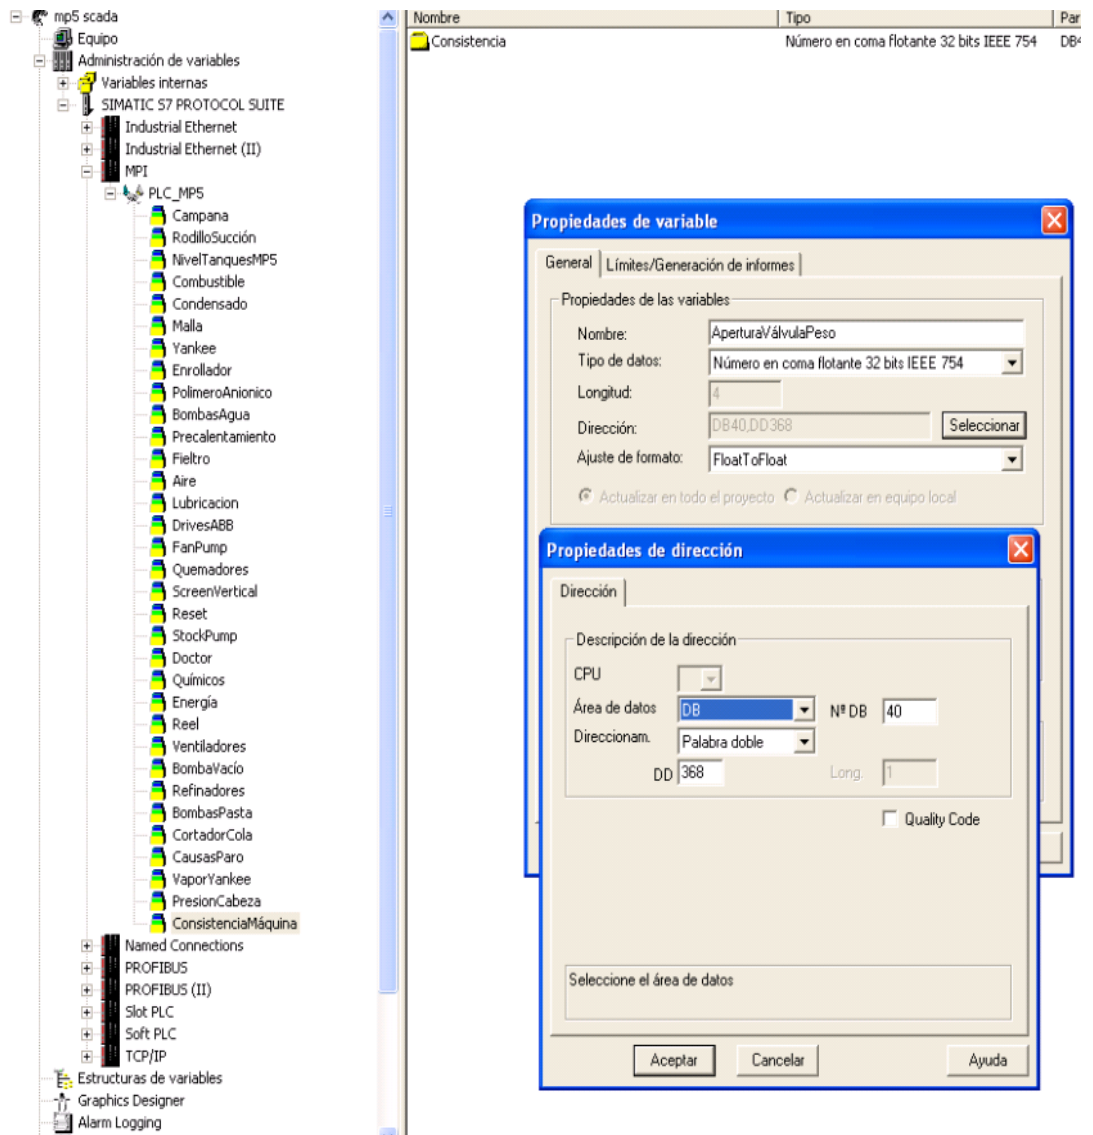 mp5 scada
Equipo
Administración de variables
Variables internas
SIMATIC S7 PROTOCOL SUITE
Industrial Ethernet
Industrial Ethernet (II)
MPI
PLC_MP5
Campana
RodilloSucción
NivelTanquesMP5
Combustible
Condensado
Malla
Yankee
Enrollador
PolimeroAnionico
BombasAgua
Precalentamiento
Fieltro
Aire
Lubricacion
DrivesABB
FanPump
Quemadores
ScreenVertical
Reset
StockPump
Doctor
Químicos
Energía
Reel
Ventiladores
BombaVacío
Refinadores
BombasPasta
CortadorCola
CausasParo
VaporYankee
PresionCabeza
ConsistenciaMáquina
Named Connections
PROFIBUS
PROFIBUS (II)
Slot PLC
Soft PLC
TCP/IP
Estructuras de variables
Graphics Designer
Alarm Logging
Nombre Tipo Par
Consistencia Número en coma flotante 32 bits IEEE 754 DB4
Propiedades de variable
General Límites/Generación de informes
Propiedades de las variables
Nombre: AperturaVálvulaPeso
Tipo de datos: Número en coma flotante 32 bits IEEE 754
Longitud: 4
Dirección: DB40,DD368 Seleccionar
Ajuste de formato: FloatToFloat
Actualizar en todo el proyecto Actualizar en equipo local
Propiedades de dirección
Dirección
Descripción de la dirección
CPU
Área de datos DB Nº DB 40
Direccionam. Palabra doble
DD 368 Long. 1
Quality Code
Seleccione el área de datos
Aceptar Cancelar Ayuda